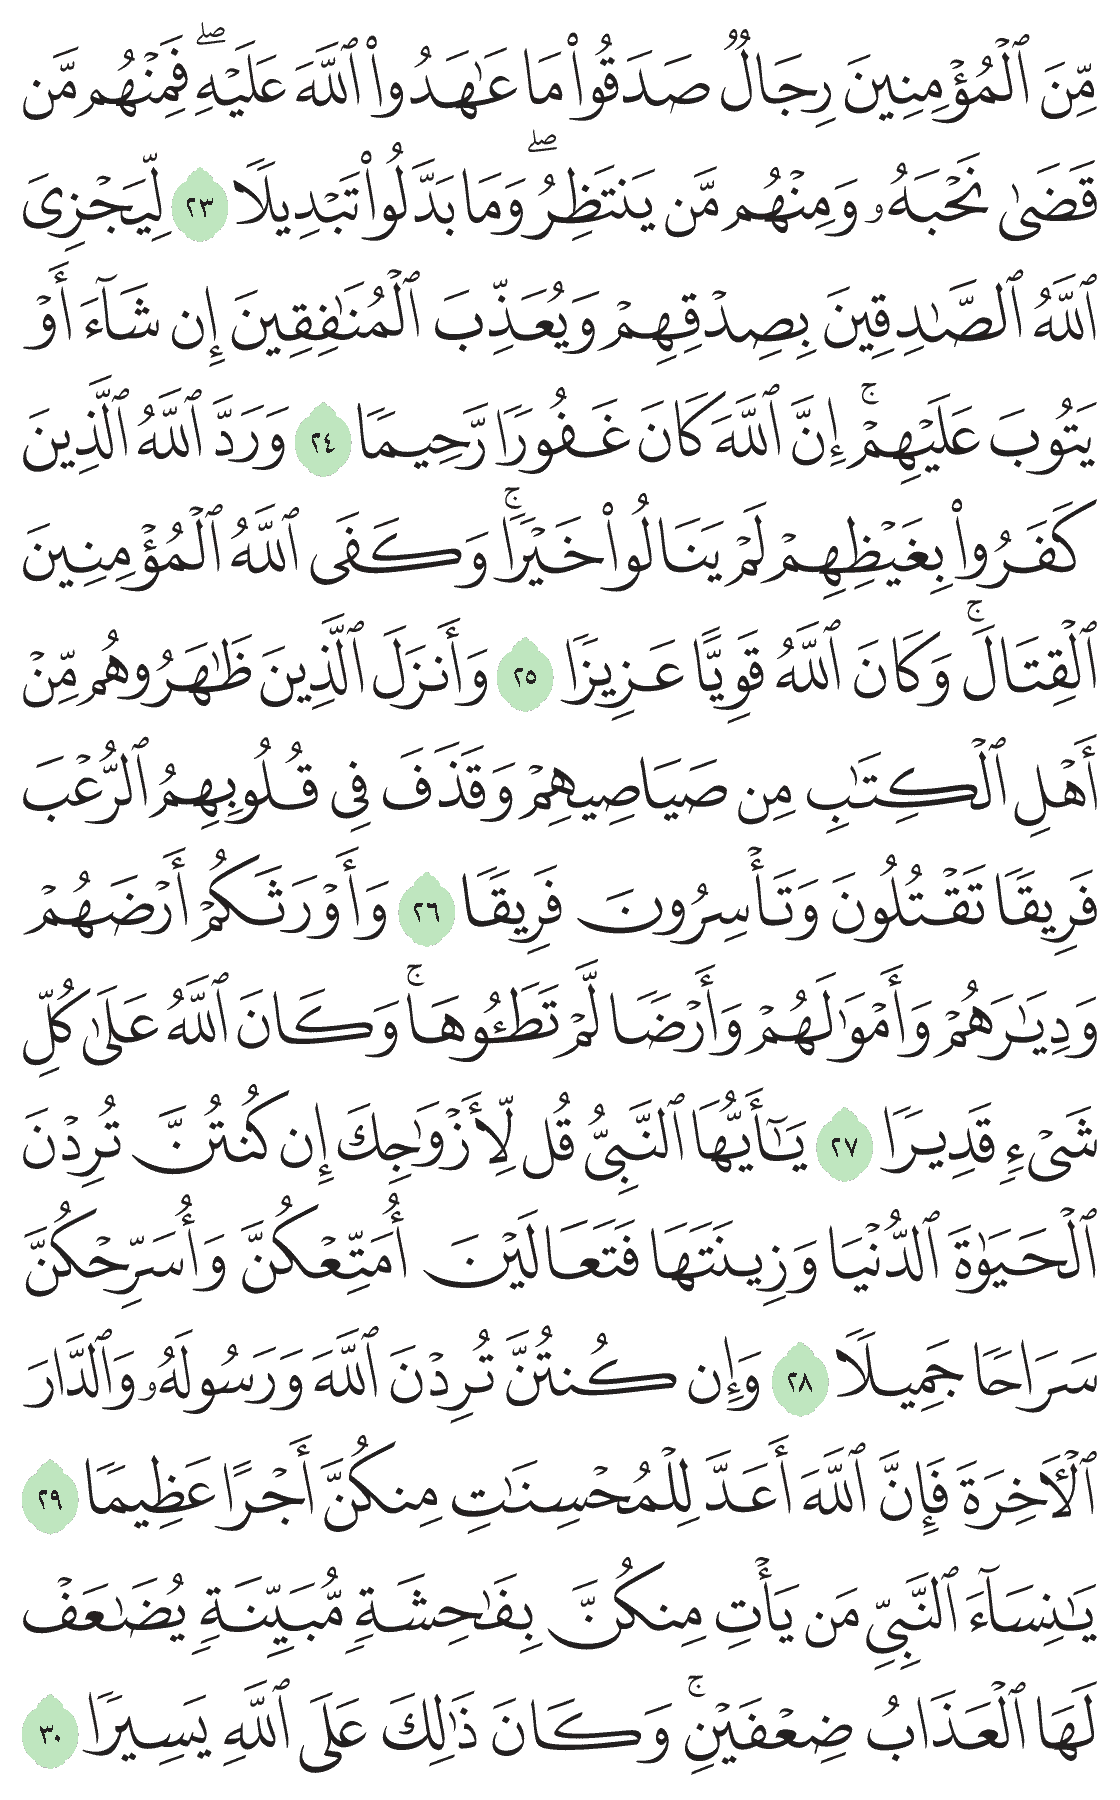 مِّنَ ٱلْمُؤْمِنِينَ رِجَالٌ صَدَقُوا۟ مَا عَـٰهَدُوا۟ ٱللَّهَ عَلَيْهِ ۖ فَمِنْهُم مَّن
قَضَىٰ نَحْبَهُۥ وَمِنْهُم مَّن يَنتَظِرُ ۖ وَمَا بَدَّلُوا۟ تَبْدِيلًا ٢٣ لِّيَجْزِىَ
ٱللَّهُ ٱلصَّـٰدِقِينَ بِصِدْقِهِمْ وَيُعَذِّبَ ٱلْمُنَـٰفِقِينَ إِن شَآءَ أَوْ
يَتُوبَ عَلَيْهِمْ ۚ إِنَّ ٱللَّهَ كَانَ غَفُورًا رَّحِيمًا ٢٤ وَرَدَّ ٱللَّهُ ٱلَّذِينَ
كَفَرُوا۟ بِغَيْظِهِمْ لَمْ يَنَالُوا۟ خَيْرًا ۚ وَكَفَى ٱللَّهُ ٱلْمُؤْمِنِينَ
ٱلْقِتَالَ ۚ وَكَانَ ٱللَّهُ قَوِيًّا عَزِيزًا ٢٥ وَأَنزَلَ ٱلَّذِينَ ظَـٰهَرُوهُم مِّنْ
أَهْلِ ٱلْكِتَـٰبِ مِن صَيَاصِيهِمْ وَقَذَفَ فِى قُلُوبِهِمُ ٱلرُّعْبَ
فَرِيقًا تَقْتُلُونَ وَتَأْسِرُونَ فَرِيقًا ٢٦ وَأَوْرَثَكُمْ أَرْضَهُمْ
وَدِيَـٰرَهُمْ وَأَمْوَٰلَهُمْ وَأَرْضًا لَّمْ تَطَـُٔوهَا ۚ وَكَانَ ٱللَّهُ عَلَىٰ كُلِّ
شَىْءٍ قَدِيرًا ٢٧ يَـٰٓأَيُّهَا ٱلنَّبِىُّ قُل لِّأَزْوَٰجِكَ إِن كُنتُنَّ تُرِدْنَ
ٱلْحَيَوٰةَ ٱلدُّنْيَا وَزِينَتَهَا فَتَعَالَيْنَ أُمَتِّعْكُنَّ وَأُسَرِّحْكُنَّ
سَرَاحًا جَمِيلًا ٢٨ وَإِن كُنتُنَّ تُرِدْنَ ٱللَّهَ وَرَسُولَهُۥ وَٱلدَّارَ
ٱلْـَٔاخِرَةَ فَإِنَّ ٱللَّهَ أَعَدَّ لِلْمُحْسِنَـٰتِ مِنكُنَّ أَجْرًا عَظِيمًا ٢٩
يَـٰنِسَآءَ ٱلنَّبِىِّ مَن يَأْتِ مِنكُنَّ بِفَـٰحِشَةٍ مُّبَيِّنَةٍ يُضَـٰعَفْ
لَهَا ٱلْعَذَابُ ضِعْفَيْنِ ۚ وَكَانَ ذَٰلِكَ عَلَى ٱللَّهِ يَسِيرًا ٣٠